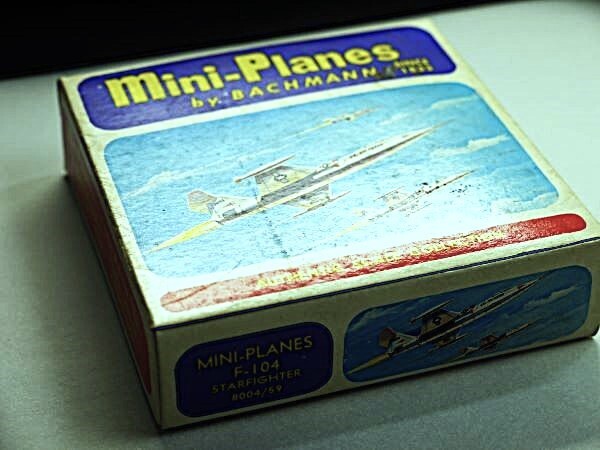 Mini-Planes
by BACHMANN SINCE 1833
MINI-PLANES
F-104
STARFIGHTER
8004/59